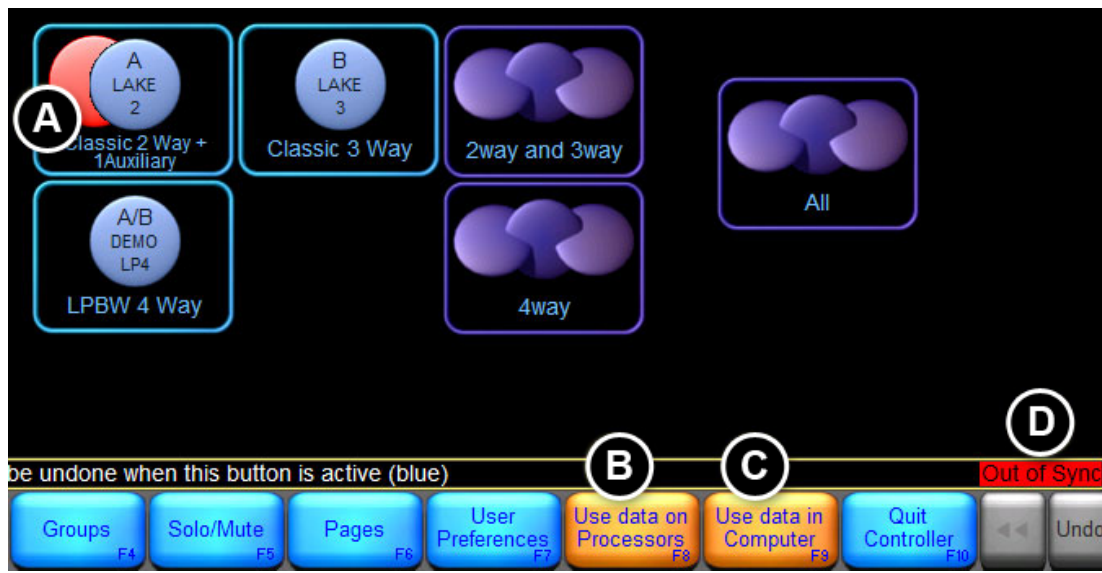 A
LAKE
2
A
Classic 2 Way +
1Auxiliary
B
LAKE
3
Classic 3 Way
2way and 3way
All
A/B
DEMO
LP4
LPBW 4 Way
4way
D
be undone when this button is active (blue)
B
C
Out of Sync
Groups
F4
Solo/Mute
F5
Pages
F6
User
Preferences
F7
Use data on
Processors
F8
Use data in
Computer
F9
Quit
Controller
F10
Undo